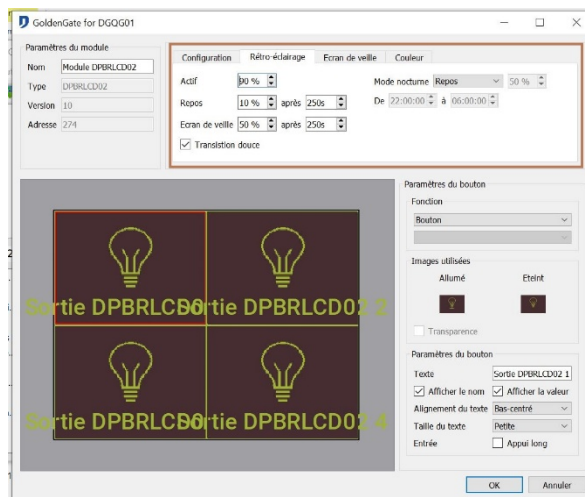 GoldenGate for DGQG01
Paramètres du module
Nom Module DPBRLCD02
Type DPBRLCD02
Version 10
Adresse 274
Configuration Rétro-éclairage Ecran de veille Couleur
Actif 90 %
Mode nocturne Repos 50 %
Repos 10 % après 250s
De 22:00:00 à 06:00:00
Ecran de veille 50 % après 250s
Transistion douce
Sortie DPBRLCD0 Sortie DPBRLCD02 2
Sortie DPBRLCD0 Sortie DPBRLCD02 4
Paramètres du bouton
Fonction
Bouton
Images utilisées
Allumé Eteint
Transparence
Paramètres du bouton
Texte Sortie DPBRLCD02 1
Afficher le nom Afficher la valeur
Alignement du texte Bas-centré
Taille du texte Petite
Entrée Appui long
OK Annuler